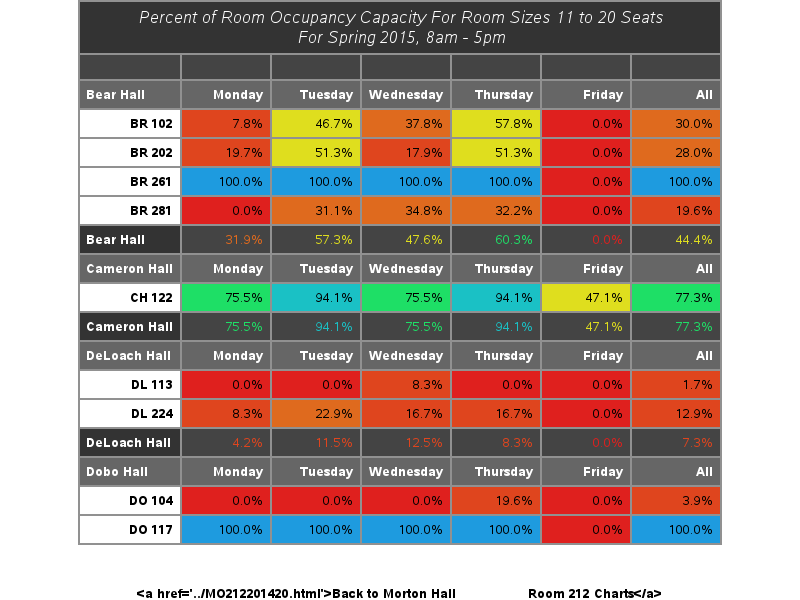 Percent of Room Occupancy Capacity For Room Sizes 11 to 20 Seats
For Spring 2015, 8am - 5pm
Bear Hall Monday Tuesday Wednesday Thursday Friday All
BR 102 7.8% 46.7% 37.8% 57.8% 0.0% 30.0%
BR 202 19.7% 51.3% 17.9% 51.3% 0.0% 28.0%
BR 261 100.0% 100.0% 100.0% 100.0% 0.0% 100.0%
BR 281 0.0% 31.1% 34.8% 32.2% 0.0% 19.6%
Bear Hall 31.9% 57.3% 47.6% 60.3% 0.0% 44.4%
Cameron Hall Monday Tuesday Wednesday Thursday Friday All
CH 122 75.5% 94.1% 75.5% 94.1% 47.1% 77.3%
Cameron Hall 75.5% 94.1% 75.5% 94.1% 47.1% 77.3%
DeLoach Hall Monday Tuesday Wednesday Thursday Friday All
DL 113 0.0% 0.0% 8.3% 0.0% 0.0% 1.7%
DL 224 8.3% 22.9% 16.7% 16.7% 0.0% 12.9%
DeLoach Hall 4.2% 11.5% 12.5% 8.3% 0.0% 7.3%
Dobo Hall Monday Tuesday Wednesday Thursday Friday All
DO 104 0.0% 0.0% 0.0% 19.6% 0.0% 3.9%
DO 117 100.0% 100.0% 100.0% 100.0% 0.0% 100.0%
<a href='../MO212201420.html'>Back to Morton Hall Room 212 Charts</a>